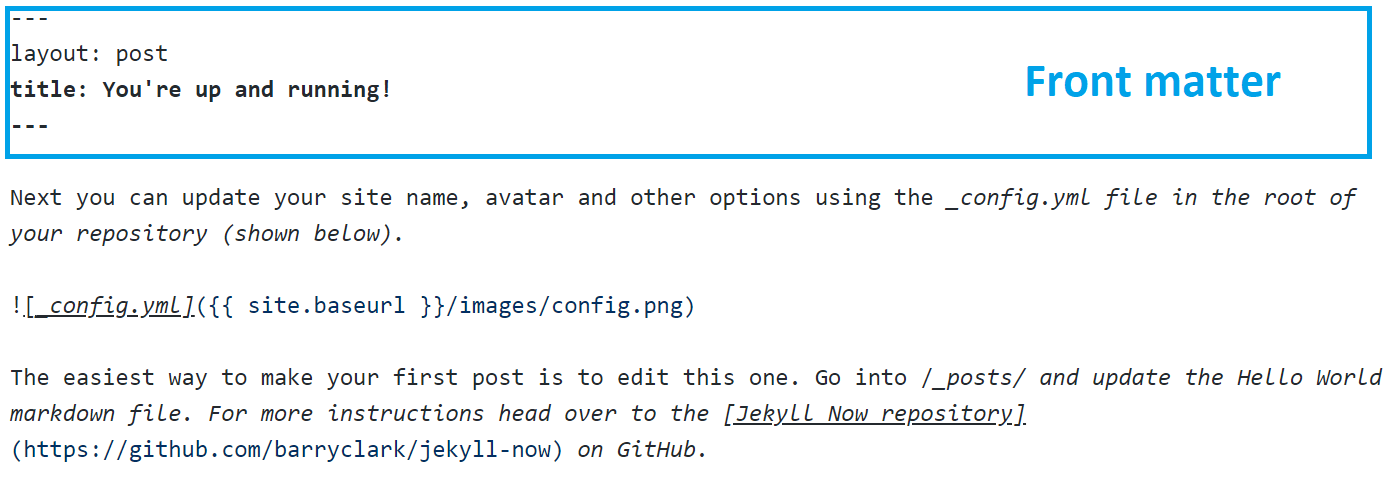 ---
layout: post
title: You're up and running!
Front matter
---
Next you can update your site name, avatar and other options using the _config.yml file in the root of
your repository (shown below).
![_config.yml]({{ site.baseurl }}/images/config.png)
The easiest way to make your first post is to edit this one. Go into /_posts/ and update the Hello World
markdown file. For more instructions head over to the [Jekyll Now repository]
(https://github.com/barryclark/jekyll-now) on GitHub.